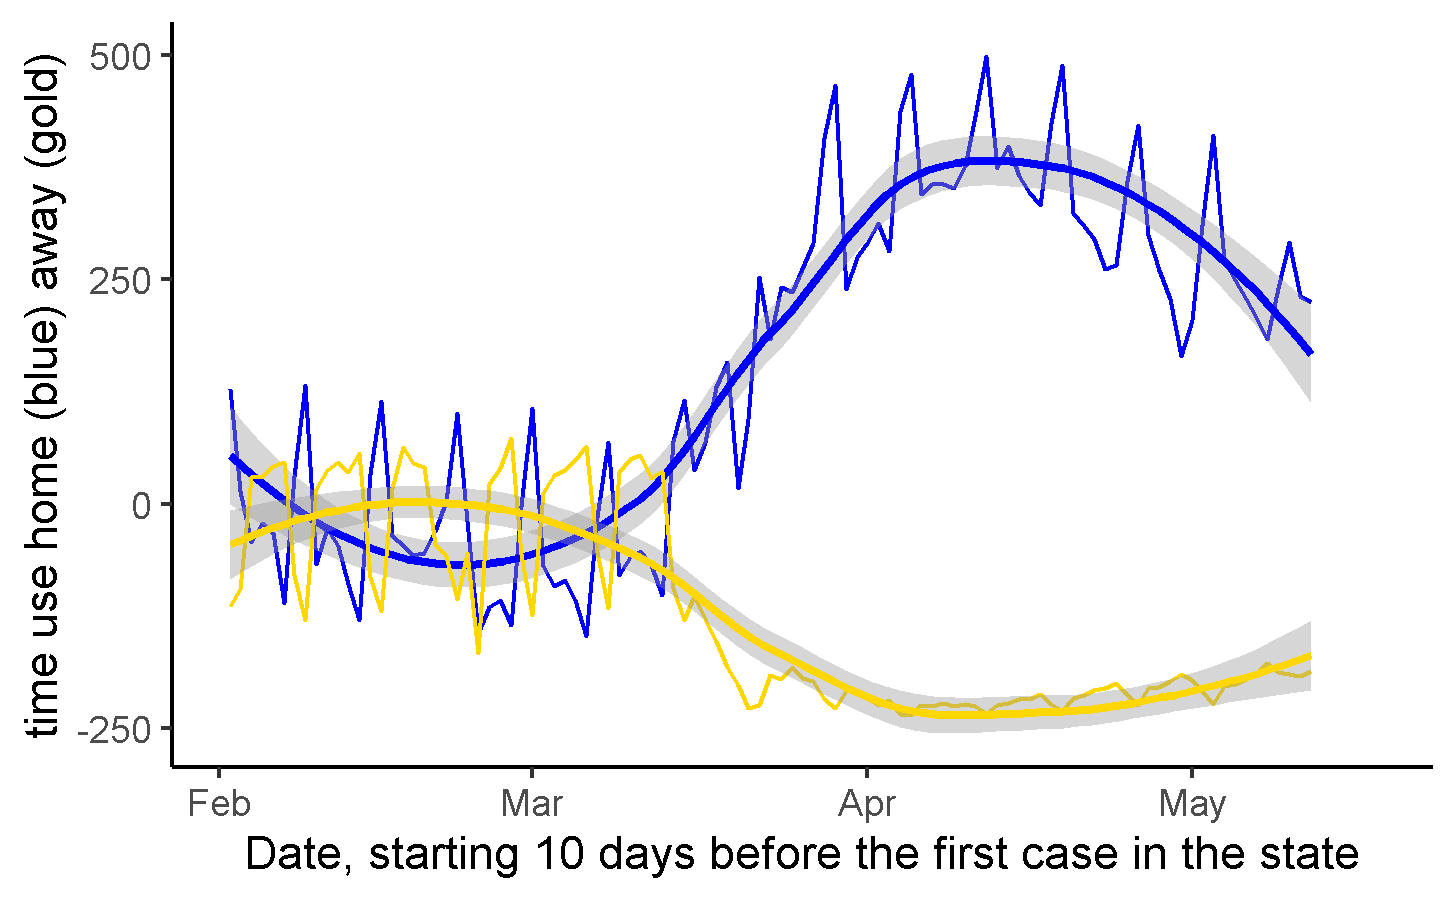 time use home (blue) away (gold)
500
250
0
-250
Feb
Mar
Apr
May
Date, starting 10 days before the first case in the state